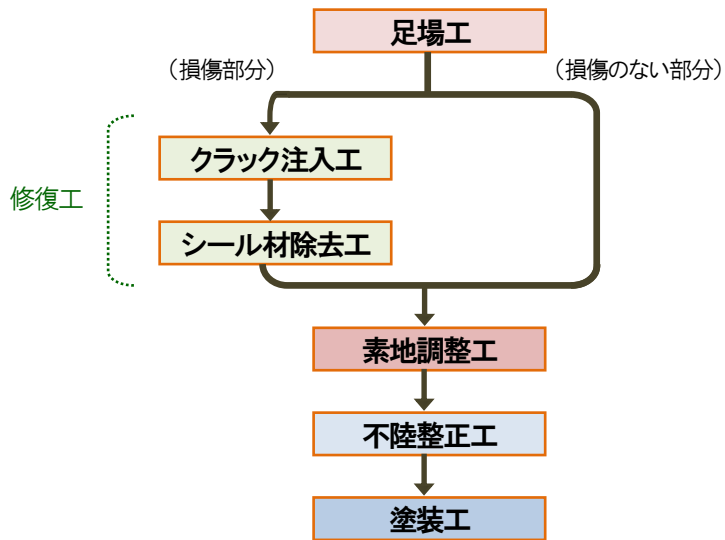 足場工
（損傷部分）
（損傷のない部分）
クラック注入工
修復工
シール材除去工
素地調整工
不陸整正工
塗装工